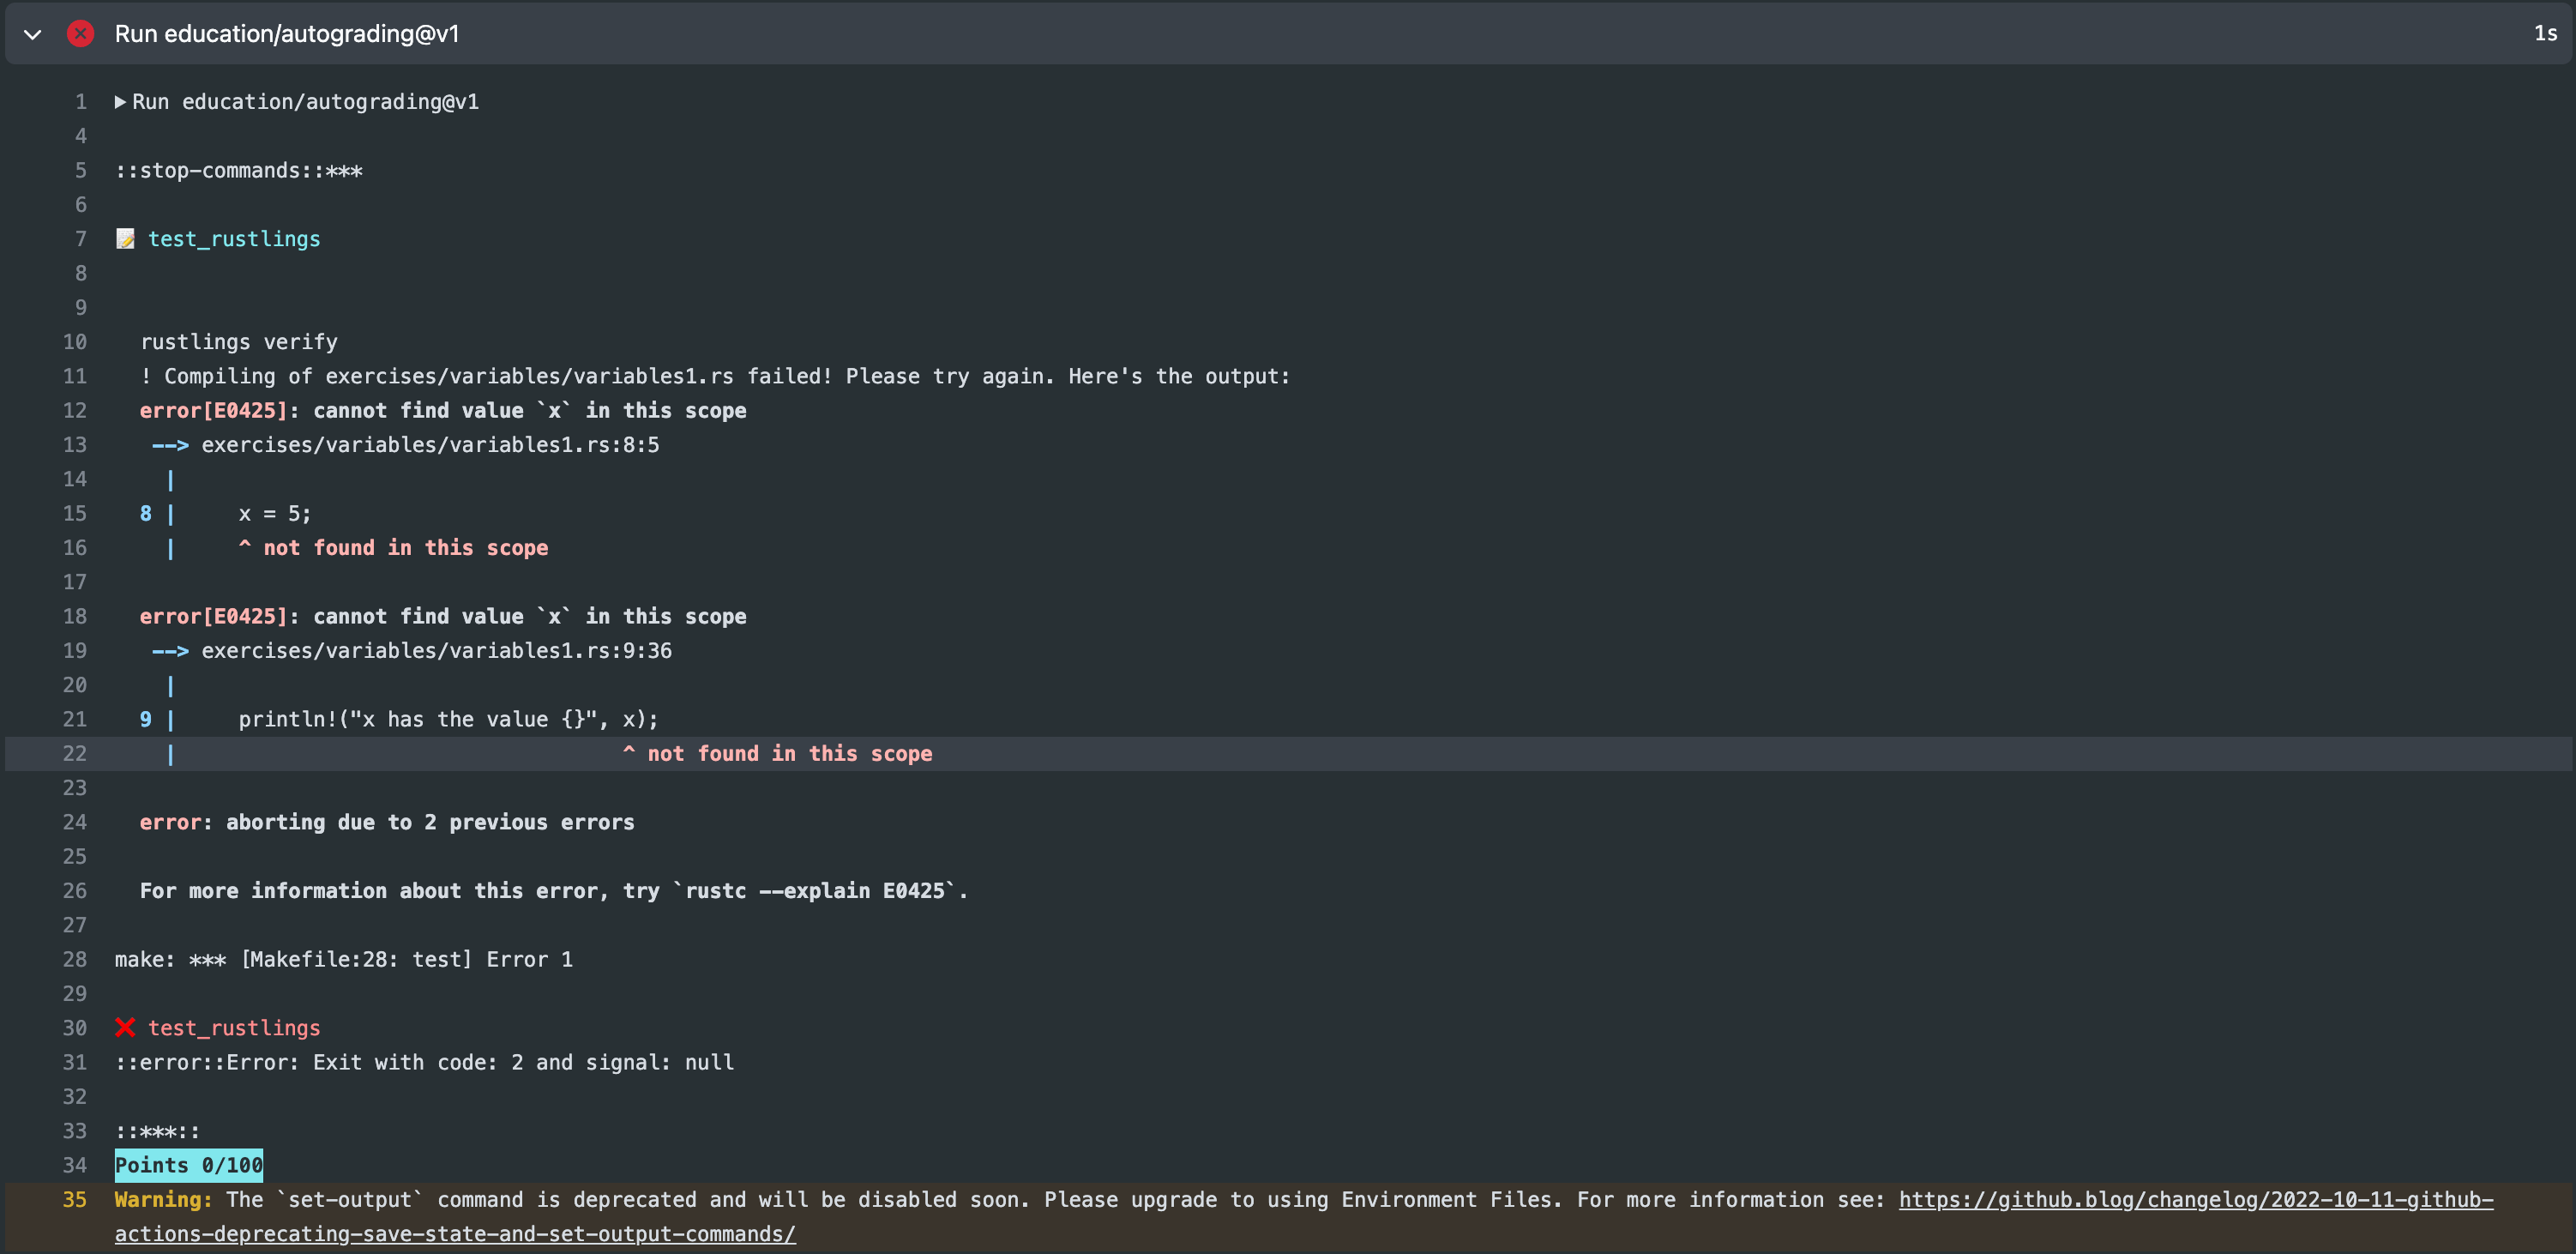 Run education/autograding@v1 1s
1 ▶Run education/autograding@v1
4
5 ::stop-commands::***
6
7 📝 test_rustlings
8
9
10 rustlings verify
11 ! Compiling of exercises/variables/variables1.rs failed! Please try again. Here's the output:
12 error[E0425]: cannot find value `x` in this scope
13 --> exercises/variables/variables1.rs:8:5
14 |
15 8 | x = 5;
16 | ^ not found in this scope
17
18 error[E0425]: cannot find value `x` in this scope
19 --> exercises/variables/variables1.rs:9:36
20 |
21 9 | println!("x has the value {}", x);
22 | ^ not found in this scope
23
24 error: aborting due to 2 previous errors
25
26 For more information about this error, try `rustc --explain E0425`.
27
28 make: *** [Makefile:28: test] Error 1
29
30 ❌ test_rustlings
31 ::error::Error: Exit with code: 2 and signal: null
32
33 ::***::
34 Points 0/100
35 Warning: The `set-output` command is deprecated and will be disabled soon. Please upgrade to using Environment Files. For more information see: https://github.blog/changelog/2022-10-11-github-
actions-deprecating-save-state-and-set-output-commands/